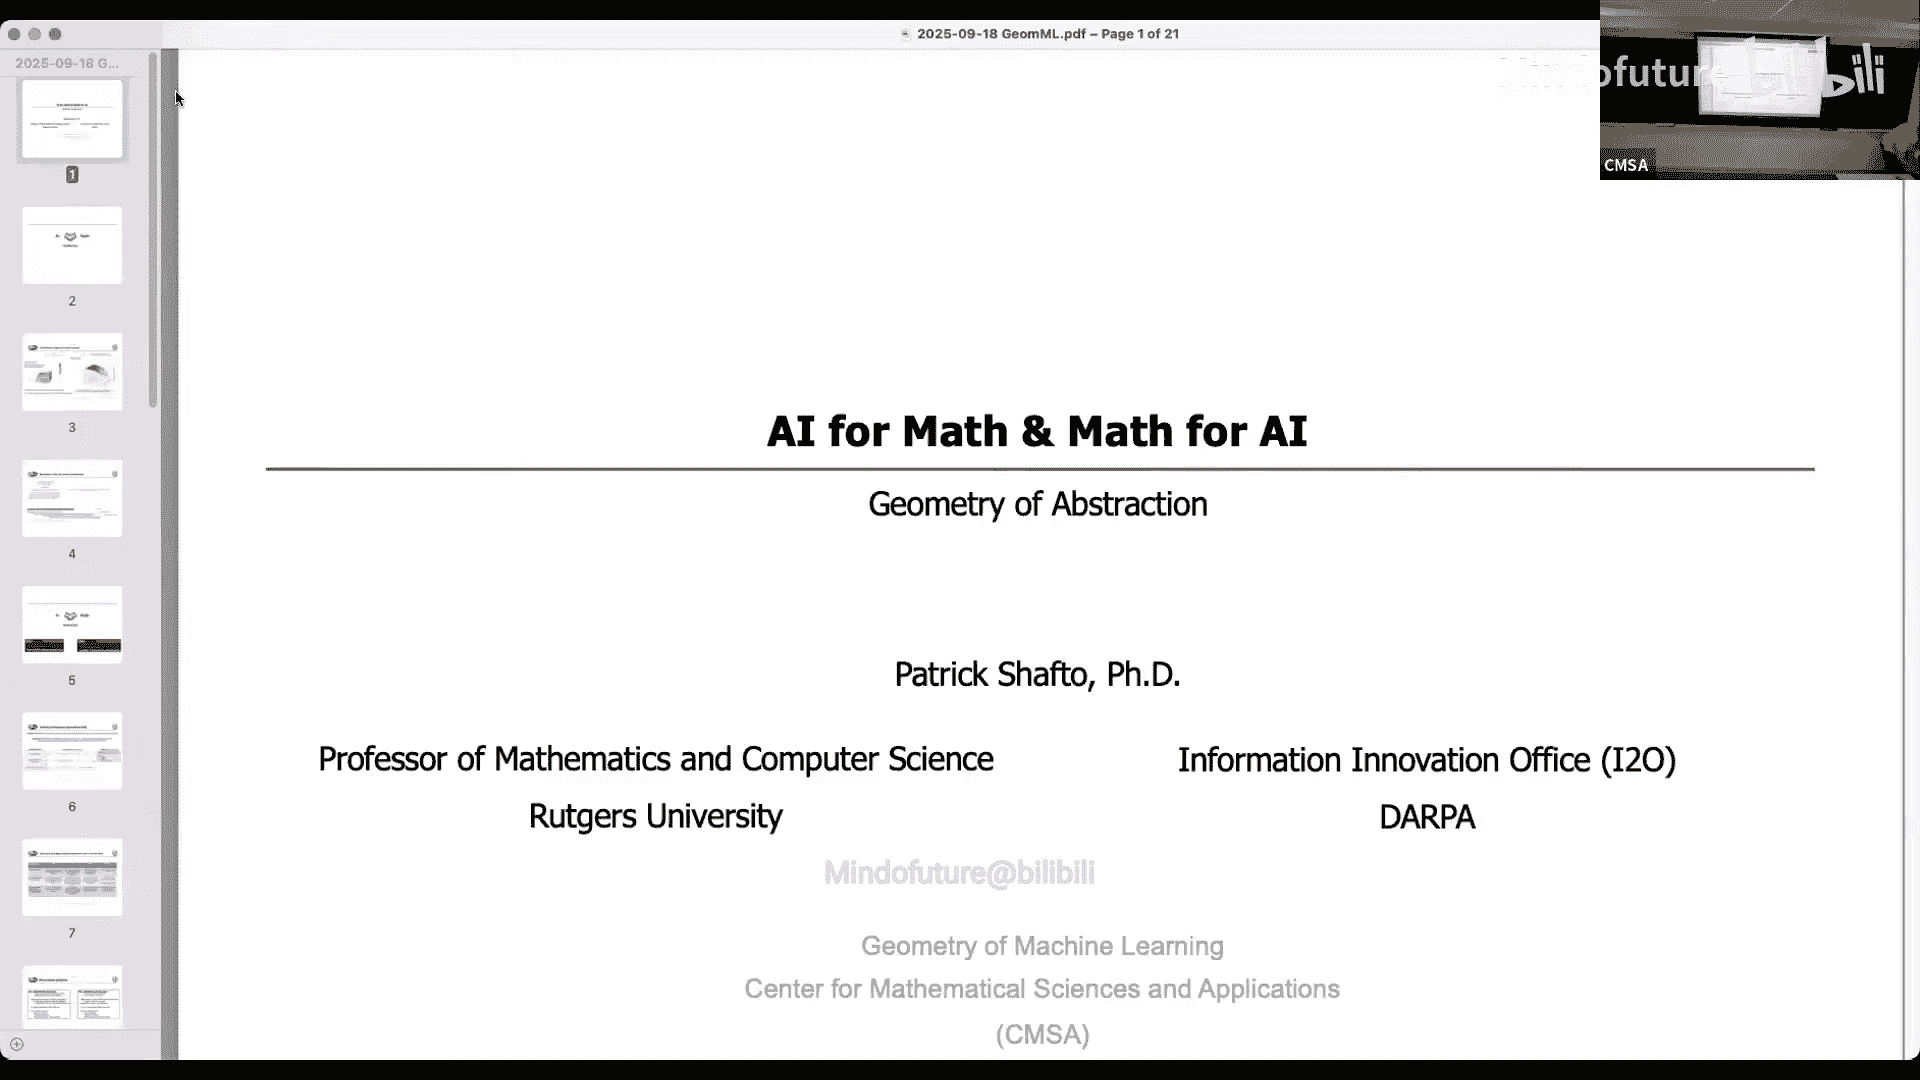 2025-09-18 GeomML.pdf – Page 1 of 21
2025-09-18 G...
Mindofuture
bili
CMSA
1
2
3
4
5
6
7
AI for Math & Math for AI
Geometry of Abstraction
Patrick Shafto, Ph.D.
Professor of Mathematics and Computer Science
Rutgers University
Information Innovation Office (I2O)
DARPA
Mindofuture@bilibili
Geometry of Machine Learning
Center for Mathematical Sciences and Applications
(CMSA)